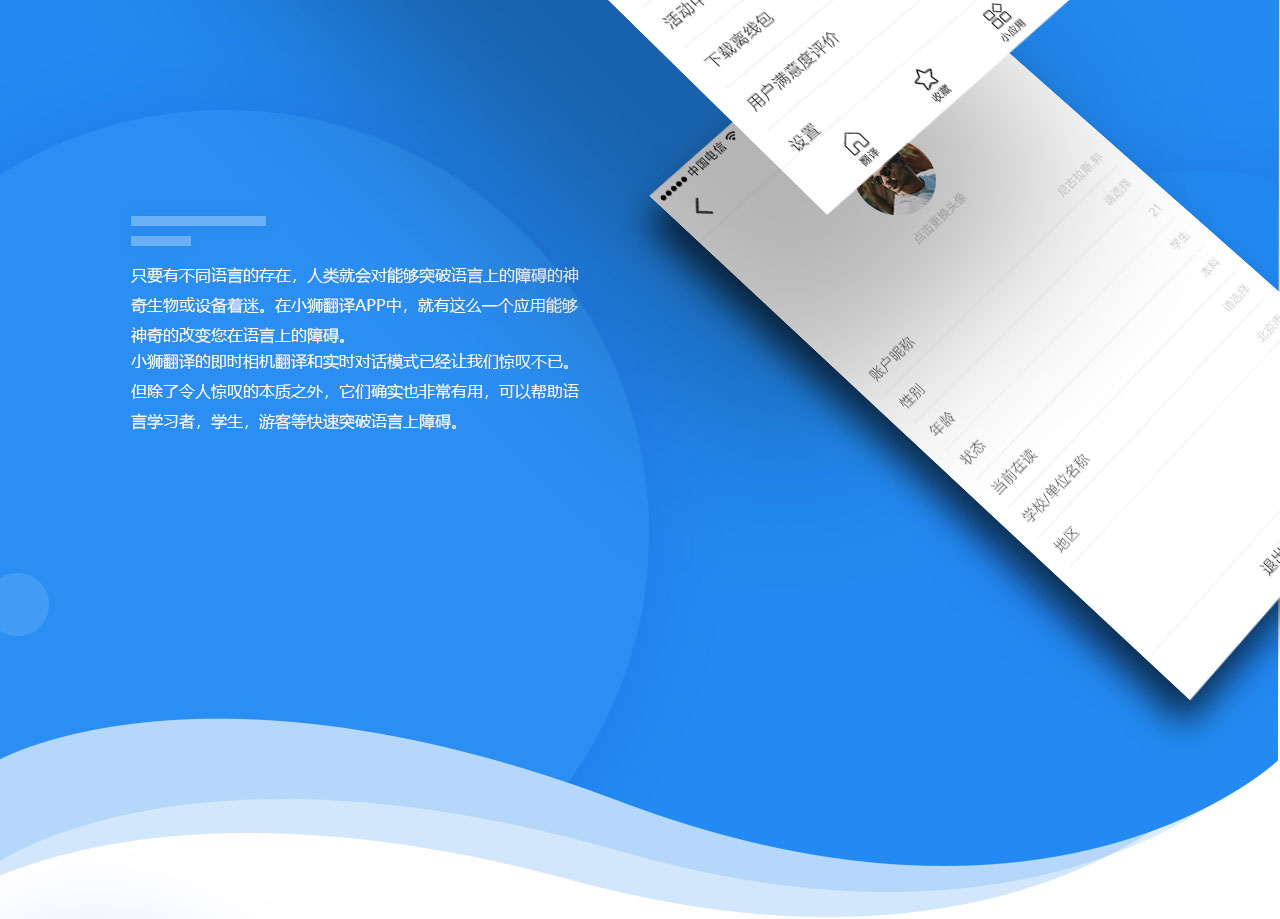 下载离线包
用户满意度评价
设置
翻译
收藏
小应用
中国电信
点击更换头像
账户昵称
尼古拉斯.郭
性别
请选择
年龄
21
状态
学生
当前在读
本科
学校/单位名称
请选择
地区
只要有不同语言的存在，人类就会对能够突破语言上的障碍的神
奇生物或设备着迷。在小狮翻译APP中，就有这么一个应用能够
神奇的改变您在语言上的障碍。
小狮翻译的即时相机翻译和实时对话模式已经让我们惊叹不已。
但除了令人惊叹的本质之外，它们确实也非常有用，可以帮助语
言学习者，学生，游客等快速突破语言上障碍。